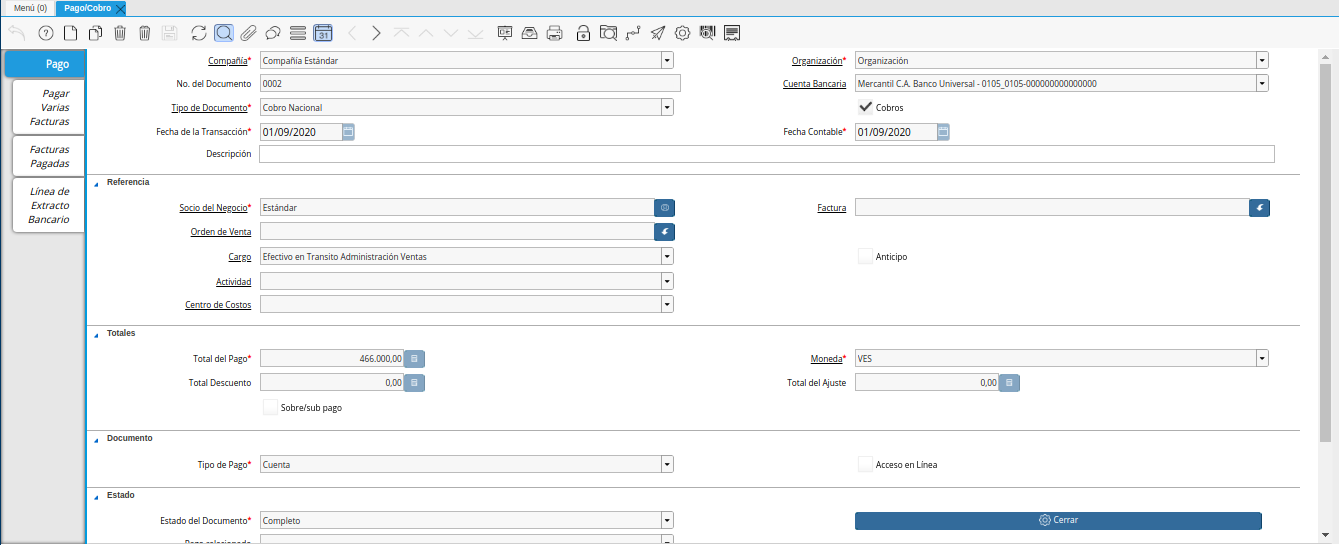 Menú (0) Pago/Cobro
31
Pago
Pagar
Varias
Facturas
Facturas
Pagadas
Línea de
Extracto
Bancario
Compañía* Compañía Estándar Organización* Organización
No. del Documento 0002 Cuenta Bancaria Mercantil C.A. Banco Universal - 0105_0105-000000000000000
Tipo de Documento* Cobro Nacional Cobros
Fecha de la Transacción* 01/09/2020 Fecha Contable* 01/09/2020
Descripción
Referencia
Socio del Negocio* Estándar Factura
Orden de Venta
Cargo Efectivo en Transito Administración Ventas Anticipo
Actividad
Centro de Costos
Totales
Total del Pago* 466.000,00 Moneda* VES
Total Descuento 0,00 Total del Ajuste 0,00
Sobre/sub pago
Documento
Tipo de Pago* Cuenta Acceso en Línea
Estado
Estado del Documento* Completo Cerrar